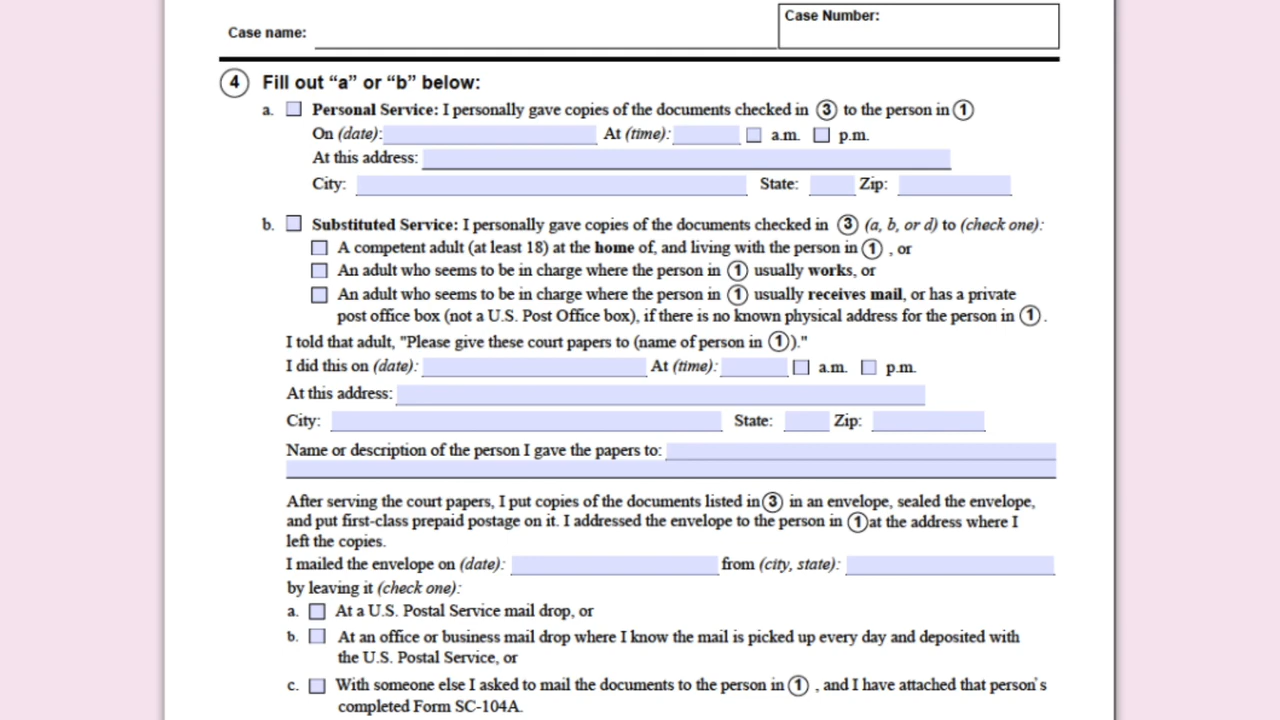 Case Number:
Case name:
4 Fill out “a” or “b” below:
a. Personal Service: I personally gave copies of the documents checked in 3 to the person in 1
On (date): At (time): a.m. p.m.
At this address:
City: State: Zip:
b. Substituted Service: I personally gave copies of the documents checked in 3 (a, b, or d) to (check one):
A competent adult (at least 18) at the home of, and living with the person in 1 , or
An adult who seems to be in charge where the person in 1 usually works, or
An adult who seems to be in charge where the person in 1 usually receives mail, or has a private
post office box (not a U.S. Post Office box), if there is no known physical address for the person in 1 .
I told that adult, "Please give these court papers to (name of person in 1 )."
I did this on (date): At (time): a.m. p.m.
At this address:
City: State: Zip:
Name or description of the person I gave the papers to:
After serving the court papers, I put copies of the documents listed in 3 in an envelope, sealed the envelope,
and put first-class prepaid postage on it. I addressed the envelope to the person in 1 at the address where I
left the copies.
I mailed the envelope on (date): from (city, state):
by leaving it (check one):
a. At a U.S. Postal Service mail drop, or
b. At an office or business mail drop where I know the mail is picked up every day and deposited with
the U.S. Postal Service, or
c. With someone else I asked to mail the documents to the person in 1 , and I have attached that person's
completed Form SC-104A.